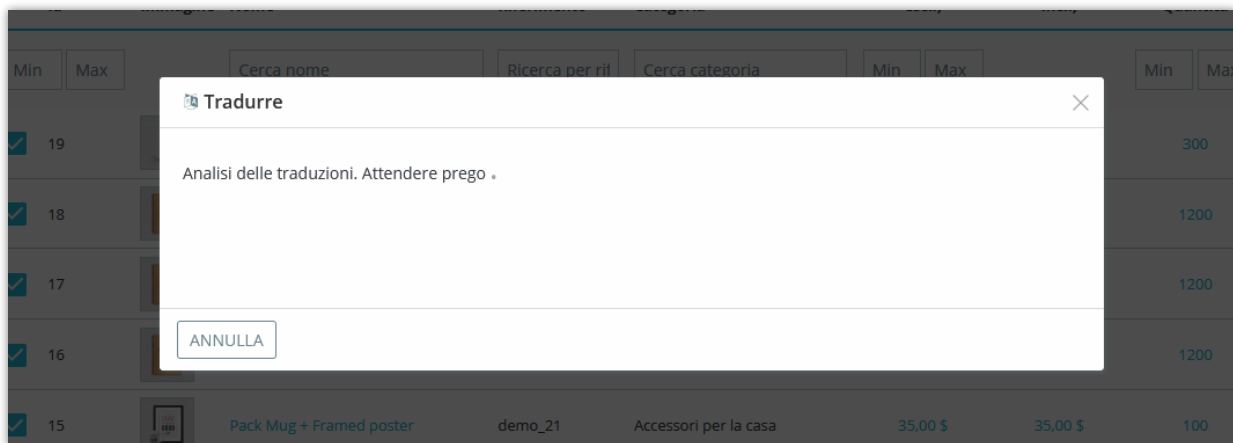 Min Max Cerca nome Ricerca per rif Cerca categoria Min Max Min Max
Tradurre
19 300
Analisi delle traduzioni. Attendere prego
18 1200
17 1200
ANNULLA
16 1200
15 Pack Mug + Framed poster demo_21 Accessori per la casa 35,00 $ 35,00 $ 100